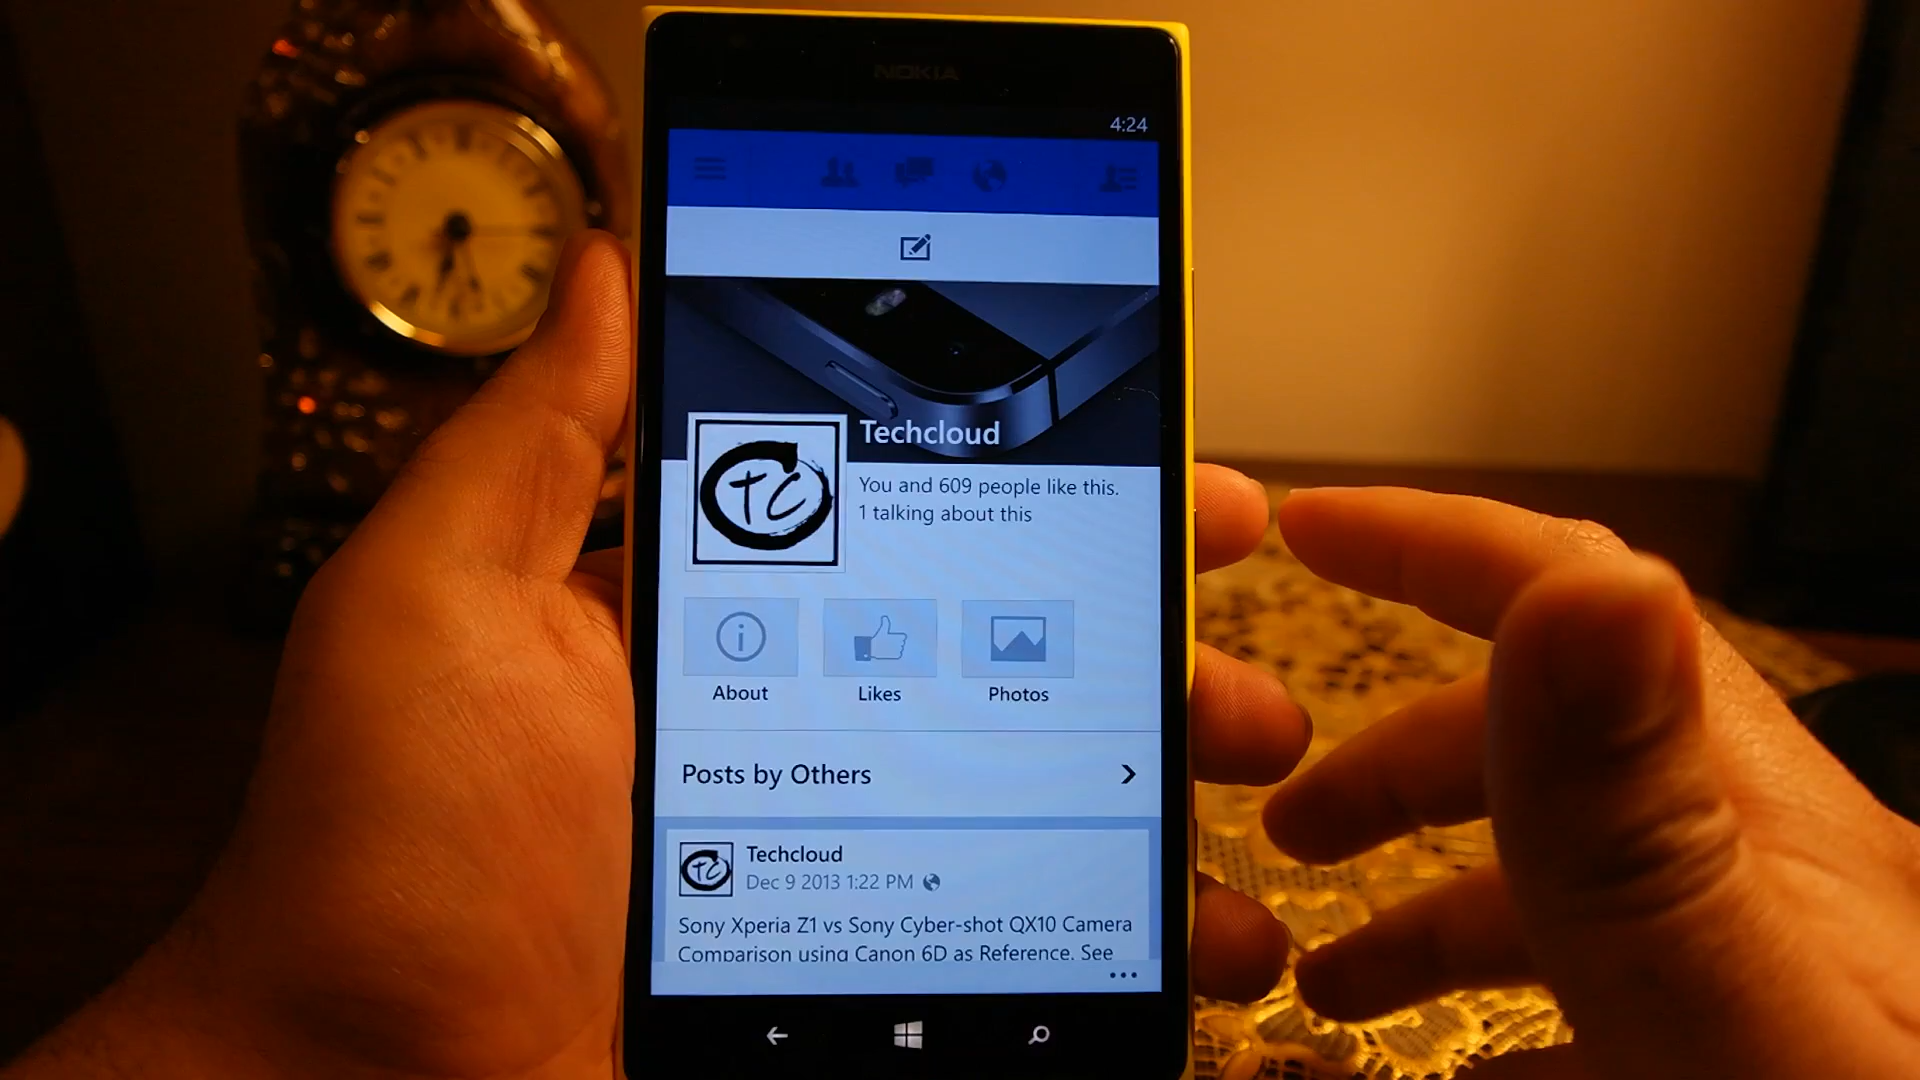 NOKIA
4:24
Techcloud
TC
You and 609 people like this.
1 talking about this
About
Likes
Photos
Posts by Others
TC
Techcloud
Dec 9 2013 1:22 PM
Sony Xperia Z1 vs Sony Cyber-shot QX10 Camera
Comparison using Canon 6D as Reference. See